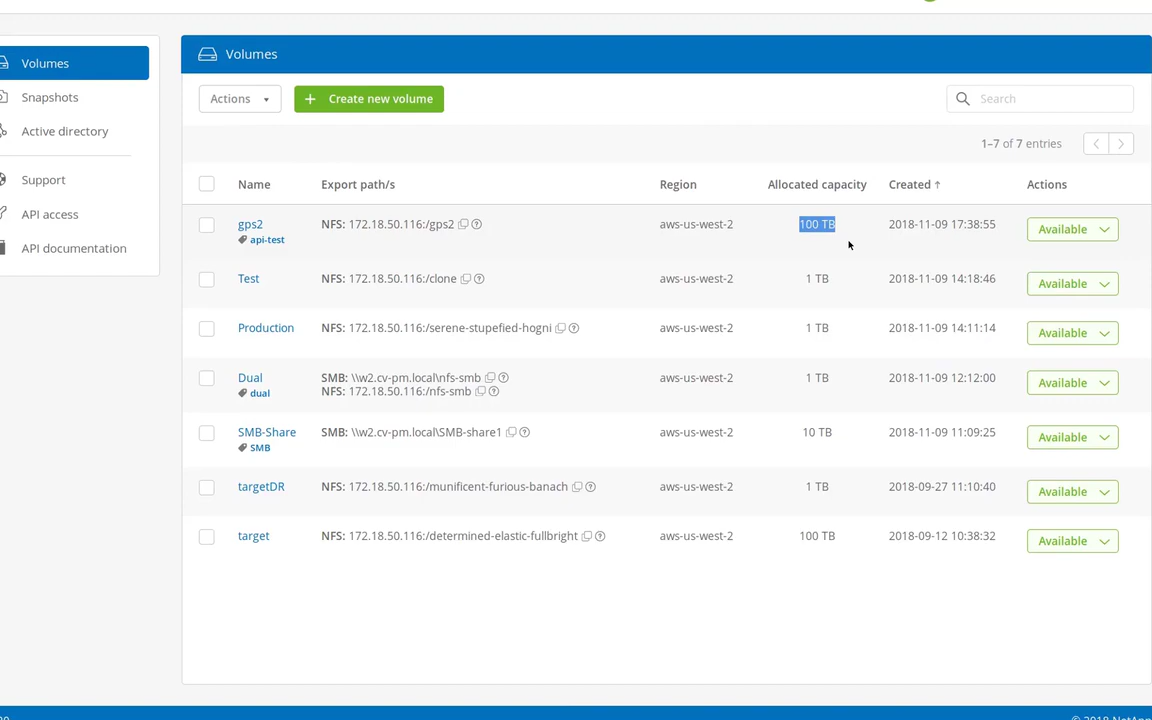 Volumes
Snapshots
Active directory
Support
API access
API documentation
Volumes
Actions
Create new volume
Search
1–7 of 7 entries
Name Export path/s Region Allocated capacity Created ↑ Actions
gps2 NFS: 172.18.50.116:/gps2 aws-us-west-2 100 TB 2018-11-09 17:38:55 Available
api-test
Test NFS: 172.18.50.116:/clone aws-us-west-2 1 TB 2018-11-09 14:18:46 Available
Production NFS: 172.18.50.116:/serene-stupefied-hogni aws-us-west-2 1 TB 2018-11-09 14:11:14 Available
Dual SMB: \\w2.cv-pm.local\nfs-smb aws-us-west-2 1 TB 2018-11-09 12:12:00 Available
dual NFS: 172.18.50.116:/nfs-smb
SMB-Share SMB: \\w2.cv-pm.local\SMB-share1 aws-us-west-2 10 TB 2018-11-09 11:09:25 Available
SMB
targetDR NFS: 172.18.50.116:/munificent-furious-banach aws-us-west-2 1 TB 2018-09-27 11:10:40 Available
target NFS: 172.18.50.116:/determined-elastic-fullbright aws-us-west-2 100 TB 2018-09-12 10:38:32 Available
© 2018 NetApp